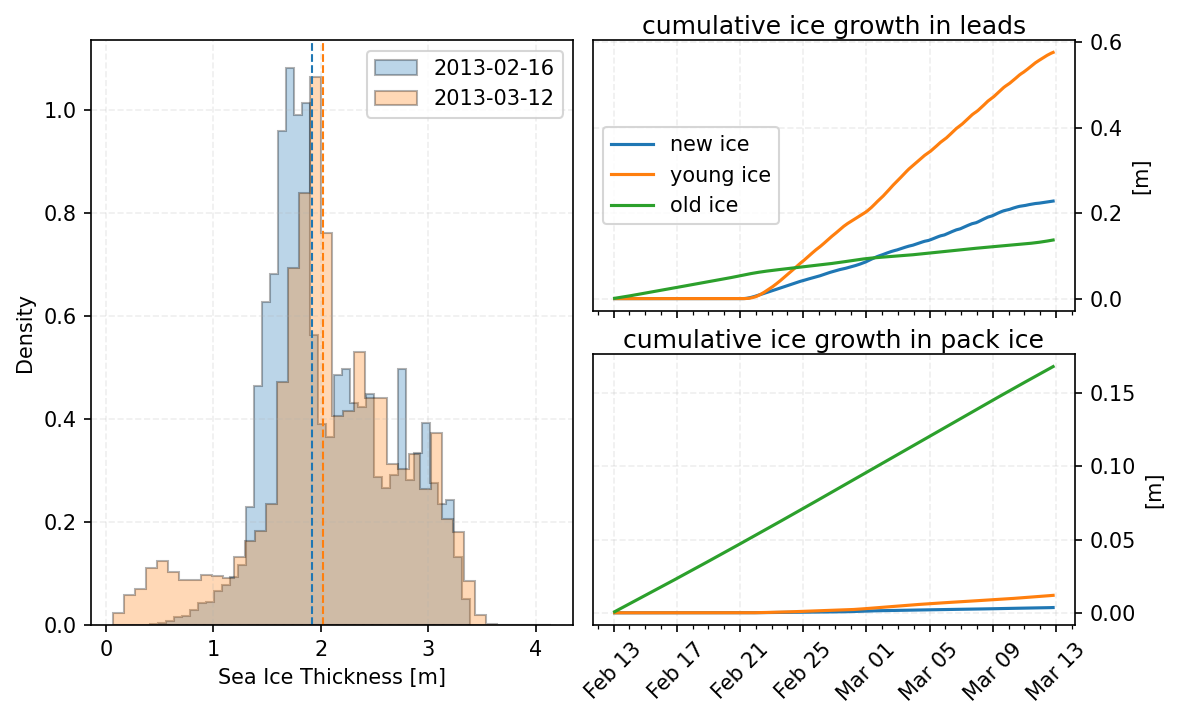 2013-02-16
2013-03-12
1.0
0.8
0.6
0.4
0.2
0.0
Density
0 1 2 3 4
Sea Ice Thickness [m]
cumulative ice growth in leads
new ice
young ice
old ice
0.6
0.4
0.2
0.0
[m]
cumulative ice growth in pack ice
0.15
0.10
0.05
0.00
[m]
Feb 13
Feb 17
Feb 21
Feb 25
Mar 01
Mar 05
Mar 09
Mar 13